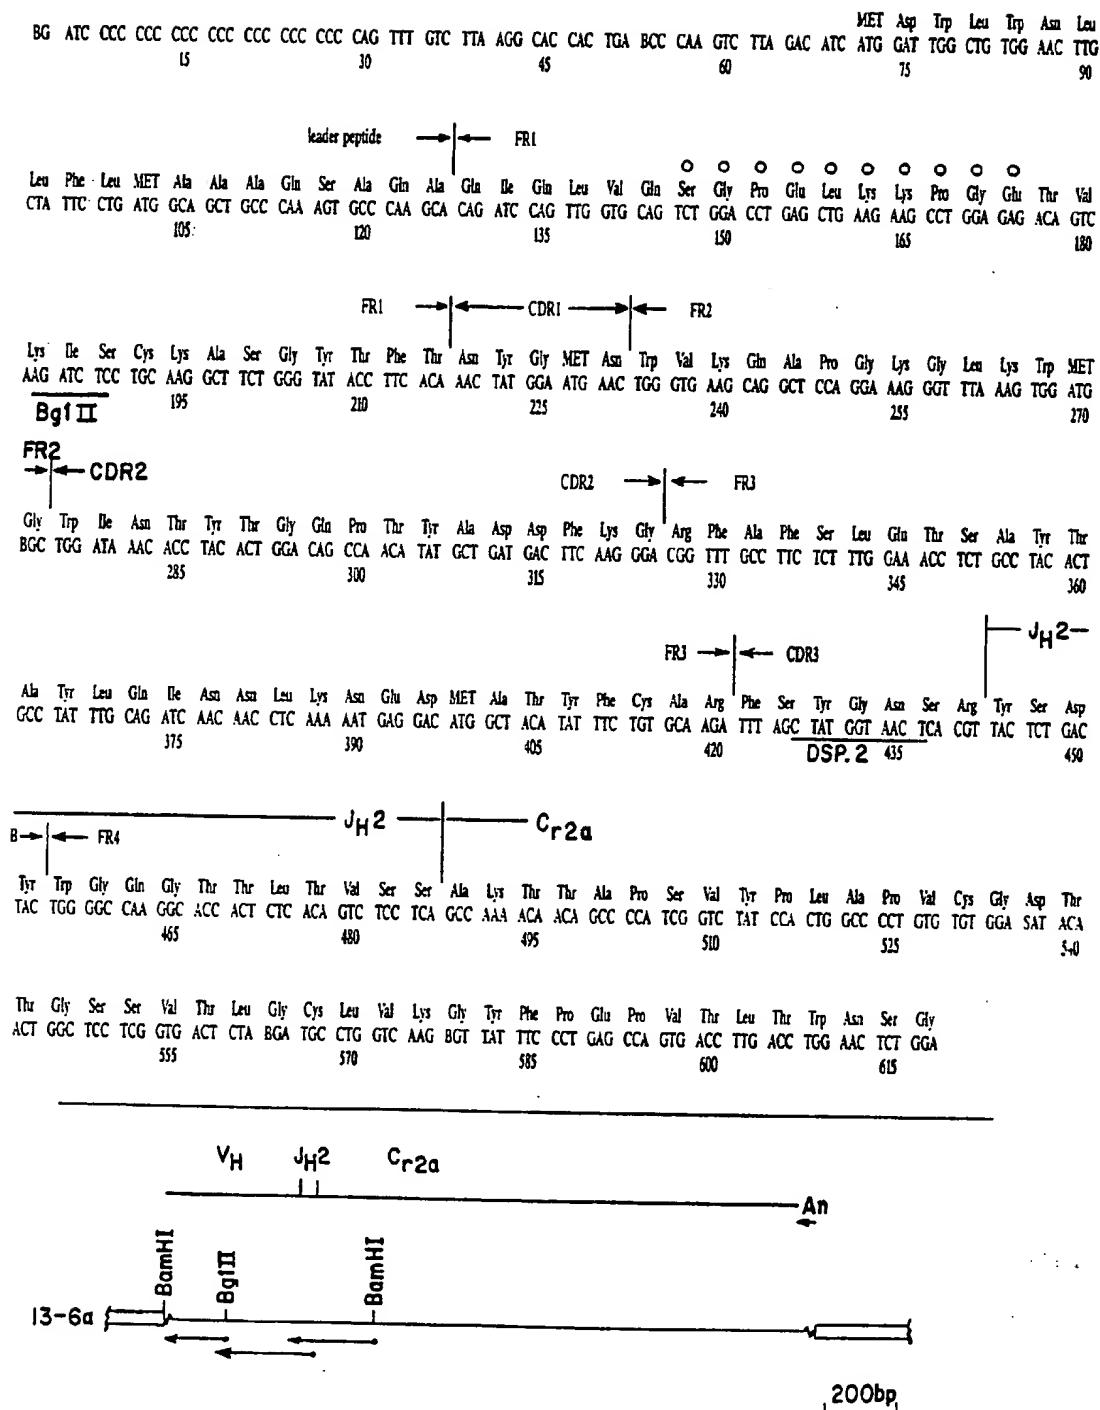 MET Asp Trp Leu Trp Asn Leu
BG ATC CCC CCC CCC CCC CCC CCC CCC CAG TTT GTC TTA AGG CAC CAC TGA BCC CAA GTC TTA GAC ATC ATG GAT TGG CTG TGG AAC TTG
15 30 45 60 75 90
leader peptide FR1
o o o o o o o o o o
Leu Phe Leu MET Ala Ala Ala Gln Ser Ala Gln Ala Gln Ile Gln Leu Val Gln Ser Gly Pro Glu Leu Lys Lys Pro Gly Glu Thr Val
CTA TTC CTG ATG GCA GCT GCC CAA AGT GCC CAA GCA CAG ATC CAG TTG GTG CAG TCT GGA CCT GAG CTG AAG AAG CCT GGA GAG ACA GTC
105 120 135 150 165 180
FR1 CDR1 FR2
Lys Ile Ser Cys Lys Ala Ser Gly Tyr Thr Phe Thr Asn Tyr Gly MET Asn Trp Val Lys Gln Ala Pro Gly Lys Gly Leu Lys Trp MET
AAG ATC TCC TGC AAG GCT TCT GGG TAT ACC TTC ACA AAC TAT GGA ATG AAC TGG GTG AAG CAG GCT CCA GGA AAG GGT TTA AAG TGG ATG
195 210 225 240 255 270
BglII
FR2 CDR2
CDR2 FR3
Gly Trp Ile Asn Thr Tyr Thr Gly Gln Pro Thr Tyr Ala Asp Asp Phe Lys Gly Arg Phe Ala Phe Ser Leu Glu Thr Ser Ala Tyr Thr
BGC TGG ATA AAC ACC TAC ACT GGA CAG CCA ACA TAT GCT GAT GAC TTC AAG GGA CGG TTT GCC TTC TCT TTG GAA ACC TCT GCC TAC ACT
285 300 315 330 345 360
JH2
FR3 CDR3
Ala Tyr Leu Gln Ile Asn Asn Leu Lys Asn Glu Asp MET Ala Thr Tyr Phe Cys Ala Arg Phe Ser Tyr Gly Asn Ser Arg Tyr Ser Asp
GCC TAT TTG CAG ATC AAC AAC CTC AAA AAT GAG GAC ATG GCT ACA TAT TTC TGT GCA AGA TTT AGC TAT GGT AAC TCA CGT TAC TCT GAC
375 390 405 420 435 450
DSP.2
JH2 Cr2a
B FR4
Tyr Trp Gly Gln Gly Thr Thr Leu Thr Val Ser Ser Ala Lys Thr Thr Ala Pro Ser Val Tyr Pro Leu Ala Pro Val Cys Gly Asp Thr
TAC TGG GGC CAA GGC ACC ACT CTC ACA GTC TCC TCA GCC AAA ACA ACA GCC CCA TCG GTC TAT CCA CTG GCC CCT GTG TGT GGA SAT ACA
465 480 495 510 525 540
Thr Gly Ser Ser Val Thr Leu Gly Cys Leu Val Lys Gly Tyr Phe Pro Glu Pro Val Thr Leu Thr Trp Asn Ser Gly
ACT GGC TCC TCG GTG ACT CTA BGA TGC CTG GTC AAG BGT TAT TTC CCT GAG CCA GTG ACC TTG ACC TGG AAC TCT GGA
555 570 585 600 615
VH JH2 Cr2a
An
BamHI BglII BamHI
13-6a
200bp